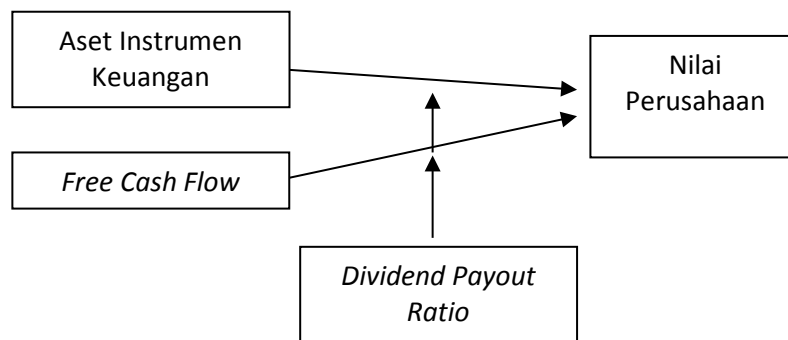 Aset Instrumen
Keuangan
Nilai
Perusahaan
Free Cash Flow
Dividend Payout
Ratio